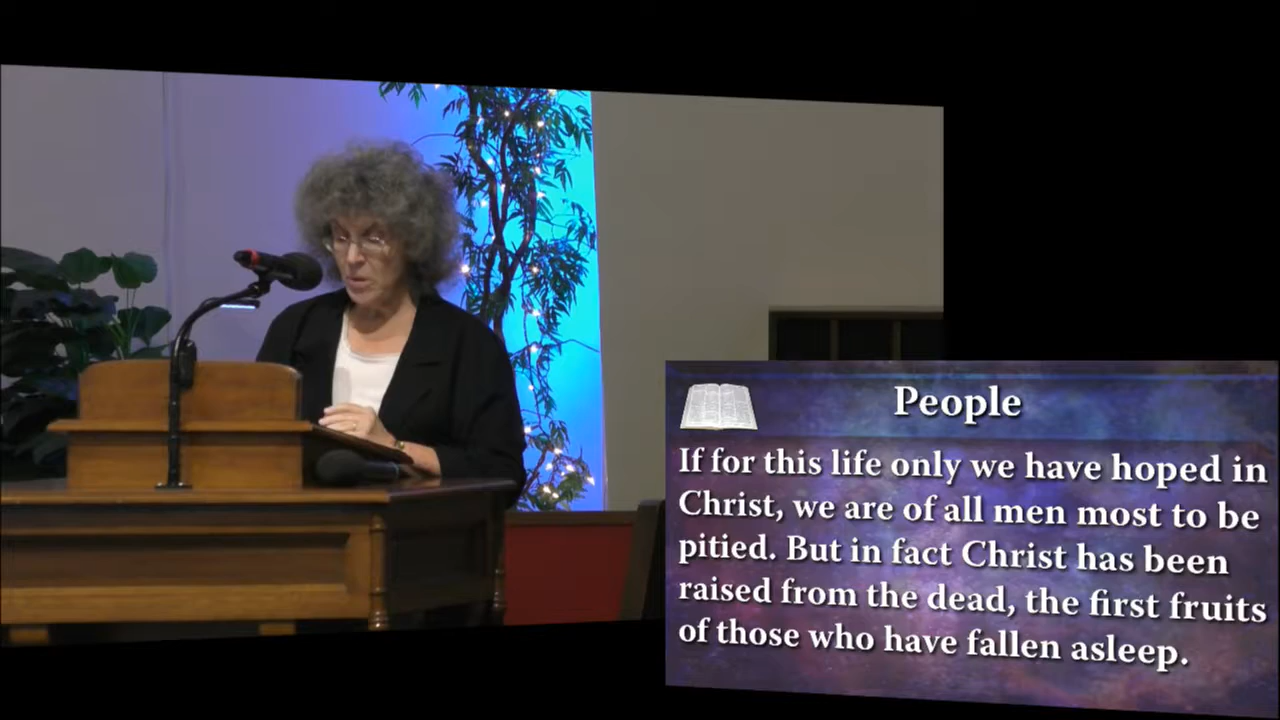 People
If for this life only we have hoped in
Christ, we are of all men most to be
pitied. But in fact Christ has been
raised from the dead, the first fruits
of those who have fallen asleep.